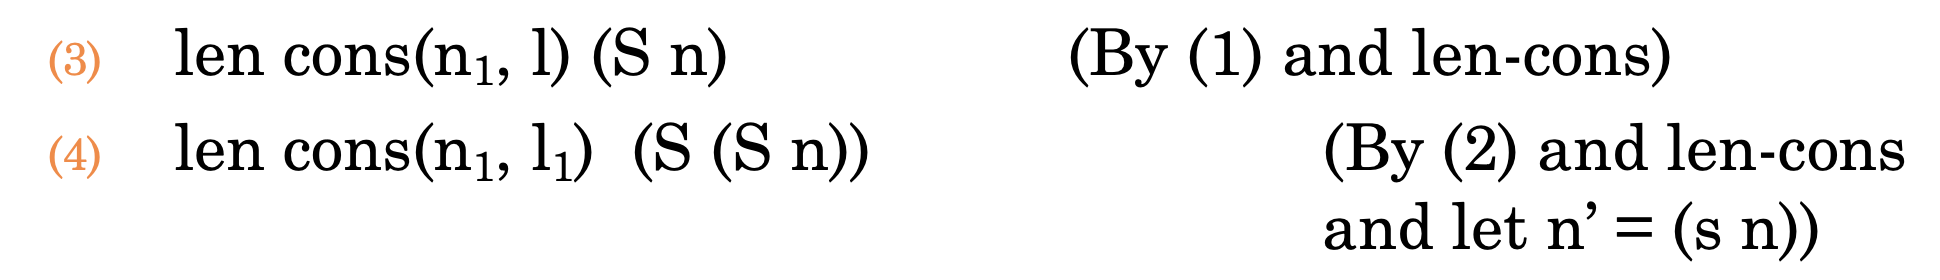 (3) len cons(n₁, l) (S n) (By (1) and len-cons)
(4) len cons(n₁, l₁) (S (S n)) (By (2) and len-cons
and let n’ = (s n))